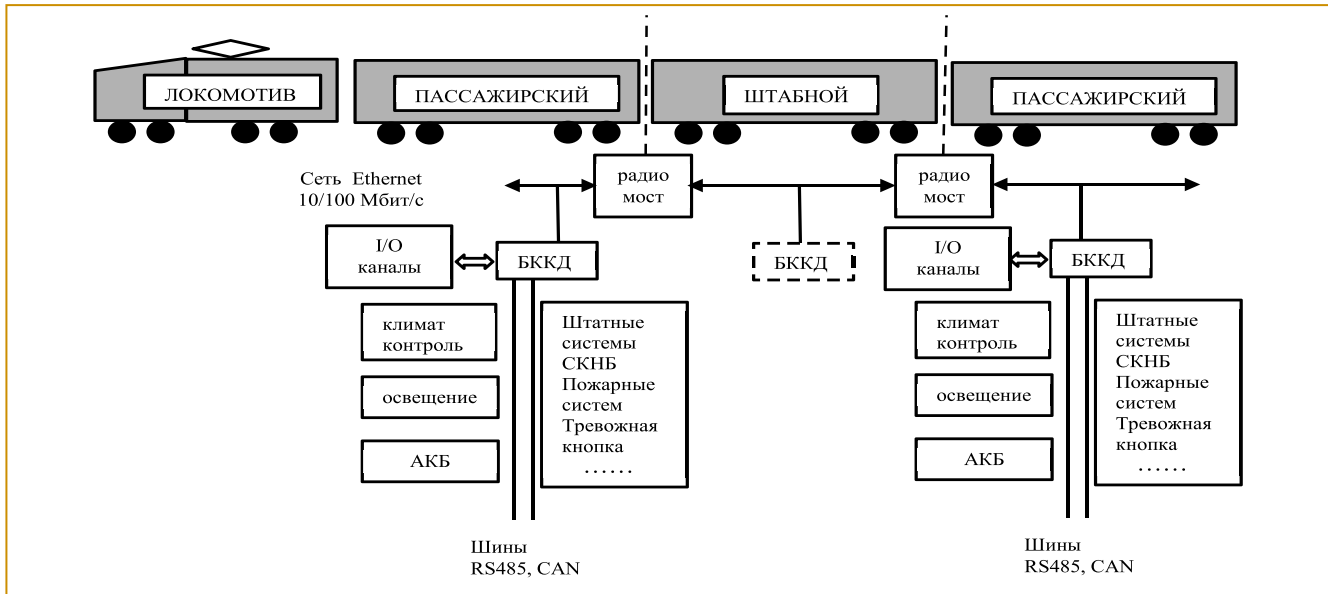 ЛОКОМОТИВ
ПАССАЖИРСКИЙ
ШТАБНОЙ
ПАССАЖИРСКИЙ
Сеть Ethernet
10/100 Мбит/с
радио
мост
радио
мост
I/O
каналы
БККД
БККД
I/O
каналы
БККД
климат
контроль
освещение
АКБ
Штатные
системы
СКНБ
Пожарные
систем
Тревожная
кнопка
......
климат
контроль
освещение
АКБ
Штатные
системы
СКНБ
Пожарные
систем
Тревожная
кнопка
......
Шины
RS485, CAN
Шины
RS485, CAN